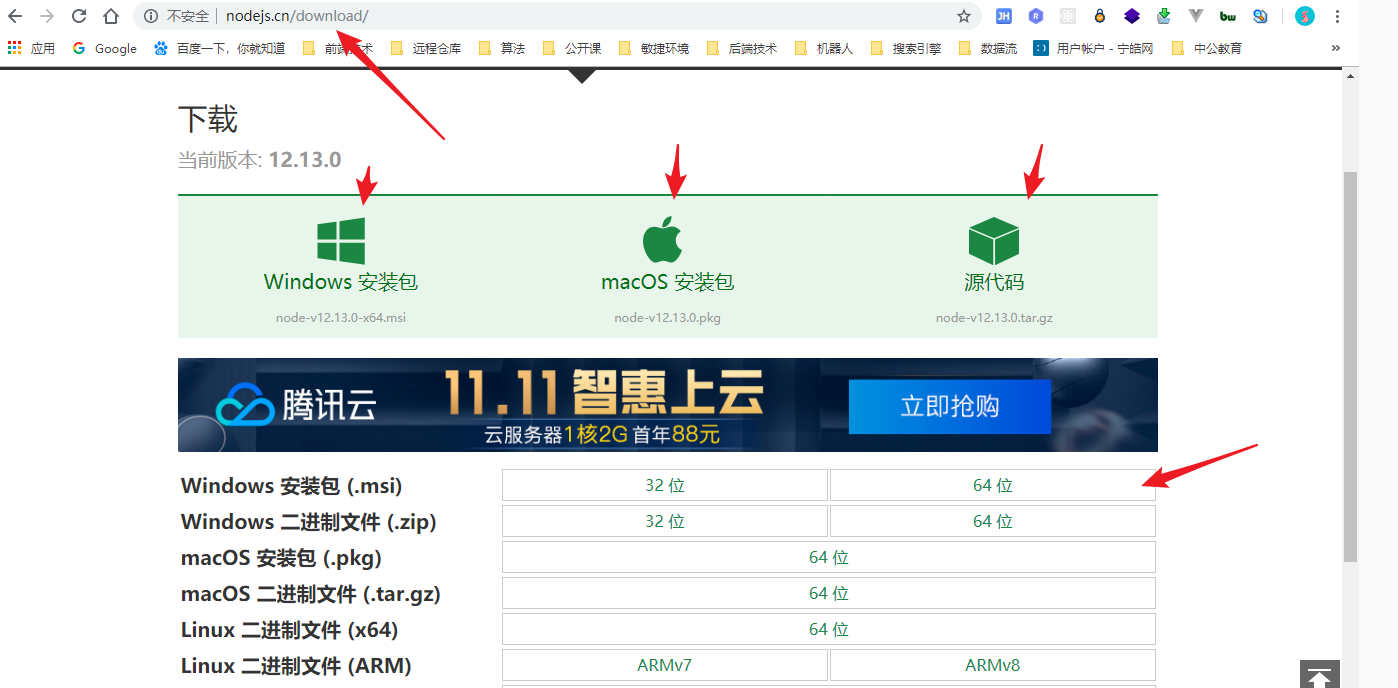 不安全 nodejs.cn/download/
JH R bw
应用 Google 百度一下，你就知道 前端技术 远程仓库 算法 公开课 敏捷环境 后端技术 机器人 搜索引擎 数据流 用户帐户 - 宁皓网 中公教育 »
下载
当前版本: 12.13.0
Windows 安装包 macOS 安装包 源代码
node-v12.13.0-x64.msi node-v12.13.0.pkg node-v12.13.0.tar.gz
腾讯云 11.11 智惠上云 立即抢购
云服务器1核2G 首年88元
Windows 安装包 (.msi) 32 位 64 位
Windows 二进制文件 (.zip) 32 位 64 位
macOS 安装包 (.pkg) 64 位
macOS 二进制文件 (.tar.gz) 64 位
Linux 二进制文件 (x64) 64 位
Linux 二进制文件 (ARM) ARMv7 ARMv8